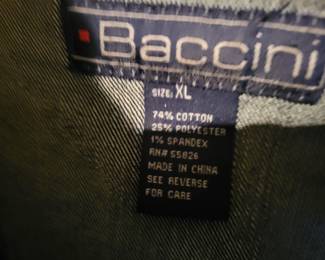 Baccini
SIZE: XL
74% COTTON
25% POLYESTER
1% SPANDEX
RN# 55826
MADE IN CHINA
SEE REVERSE
FOR CARE